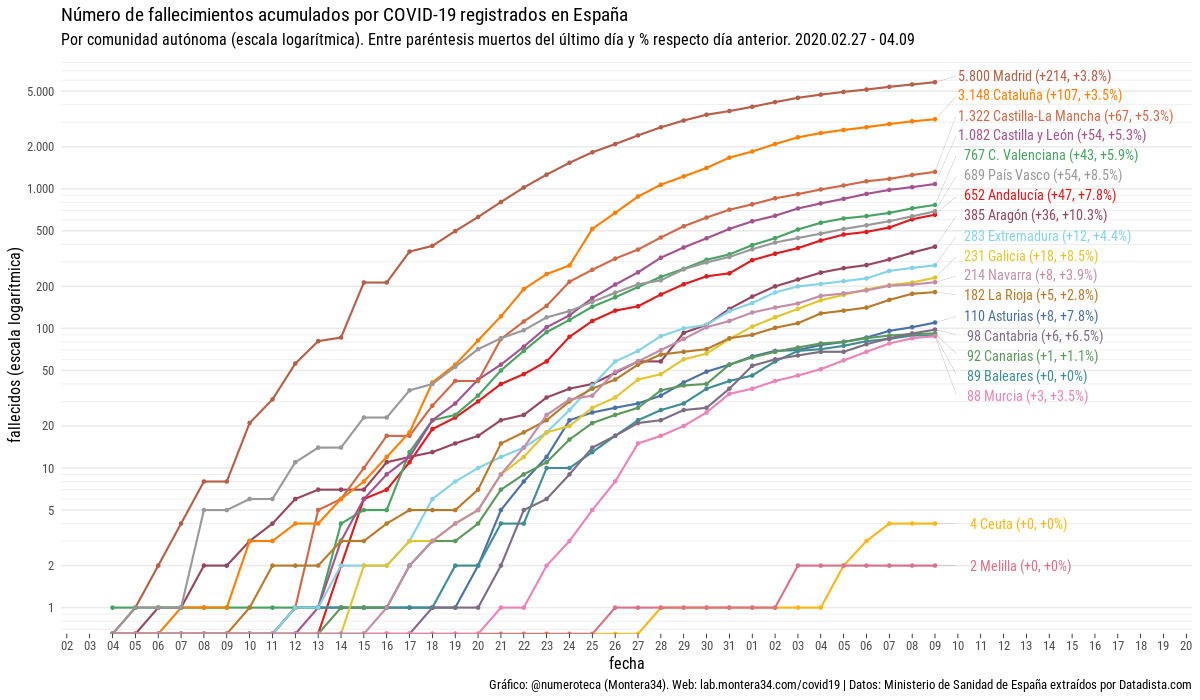 Número de fallecimientos acumulados por COVID-19 registrados en España
Por comunidad autónoma (escala logarítmica). Entre paréntesis muertos del último día y % respecto día anterior. 2020.02.27 - 04.09
fallecidos (escala logarítmica)
5.000
2.000
1.000
500
200
100
50
20
10
5
2
1
5.800 Madrid (+214, +3.8%)
3.148 Cataluña (+107, +3.5%)
1.322 Castilla-La Mancha (+67, +5.3%)
1.082 Castilla y León (+54, +5.3%)
767 C. Valenciana (+43, +5.9%)
689 País Vasco (+54, +8.5%)
652 Andalucía (+47, +7.8%)
385 Aragón (+36, +10.3%)
283 Extremadura (+12, +4.4%)
231 Galicia (+18, +8.5%)
214 Navarra (+8, +3.9%)
182 La Rioja (+5, +2.8%)
110 Asturias (+8, +7.8%)
98 Cantabria (+6, +6.5%)
92 Canarias (+1, +1.1%)
89 Baleares (+0, +0%)
88 Murcia (+3, +3.5%)
4 Ceuta (+0, +0%)
2 Melilla (+0, +0%)
02 03 04 05 06 07 08 09 10 11 12 13 14 15 16 17 18 19 20 21 22 23 24 25 26 27 28 29 30 31 01 02 03 04 05 06 07 08 09 10 11 12 13 14 15 16 17 18 19 20
fecha
Gráfico: @numeroteca (Montera34). Web: lab.montera34.com/covid19 | Datos: Ministerio de Sanidad de España extraídos por Datadista.com